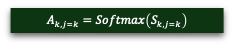 A_{k,j=k} = Softmax(S_{k,j=k})